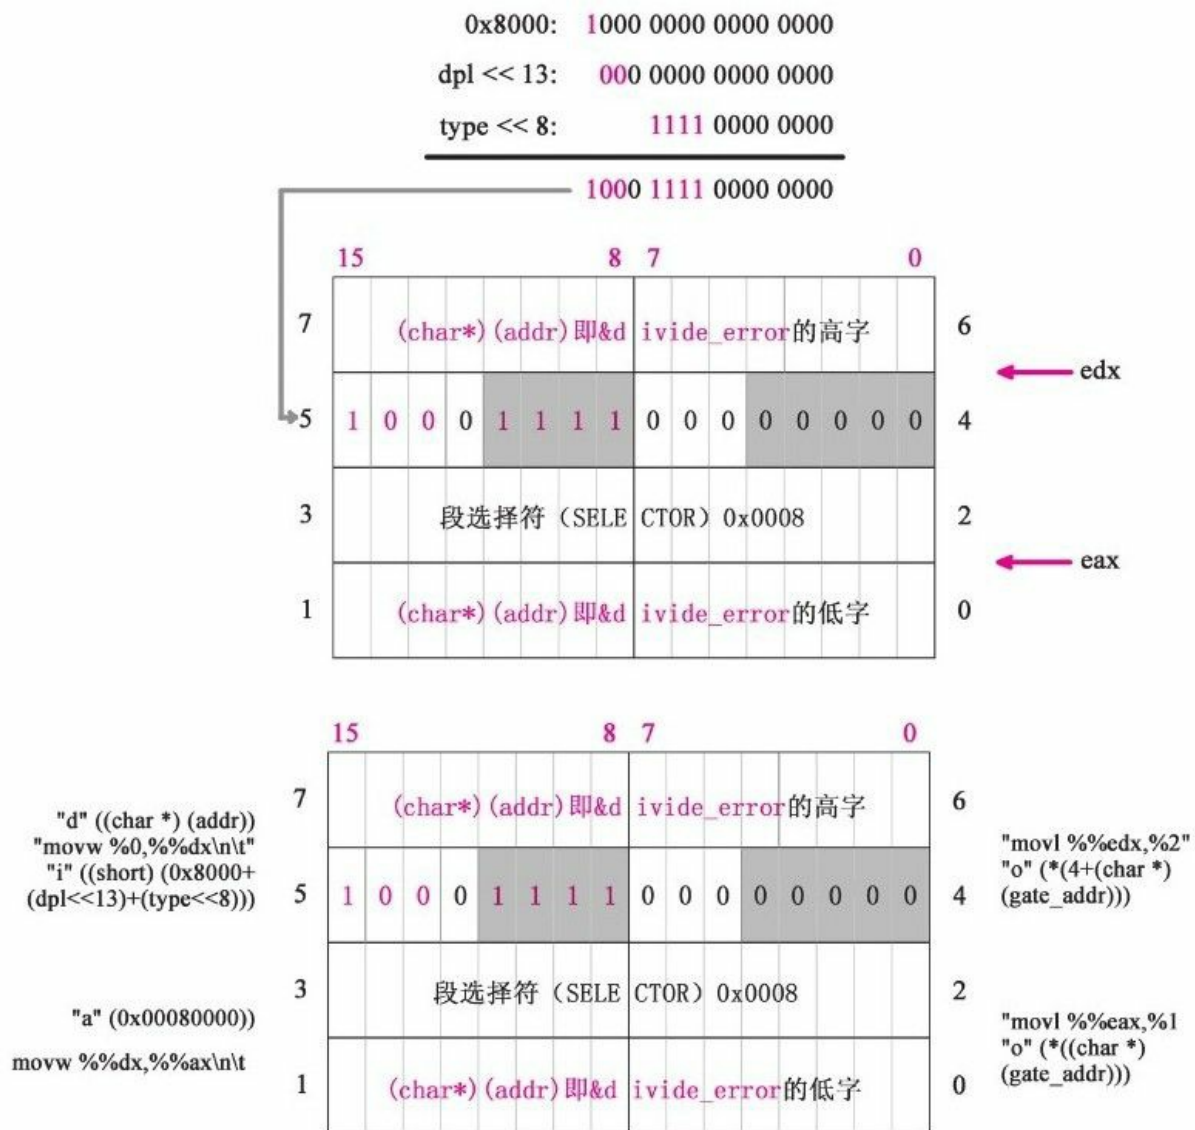 0x8000: 1000 0000 0000 0000
dpl << 13: 000 0000 0000 0000
type << 8: 1111 0000 0000
1000 1111 0000 0000
15 8 7 0
7 (char*)(addr)即&d ivide_error的高字 6
edx
5 1 0 0 0 1 1 1 1 0 0 0 0 0 0 0 0 4
3 段选择符（SELE CTOR）0x0008 2
eax
1 (char*)(addr)即&d ivide_error的低字 0
15 8 7 0
7 (char*)(addr)即&d ivide_error的高字 6
"d" ((char *) (addr))
"movw %0,%%dx\n\t"
"i" ((short) (0x8000+
(dpl<<13)+(type<<8)))
5 1 0 0 0 1 1 1 1 0 0 0 0 0 0 0 0 4
"movl %%edx,%2"
"o" (*(4+(char *)
(gate_addr)))
3 段选择符（SELE CTOR）0x0008 2
"a" (0x00080000))
movw %%dx,%%ax\n\t
1 (char*)(addr)即&d ivide_error的低字 0
"movl %%eax,%1
"o" (*((char *)
(gate_addr)))